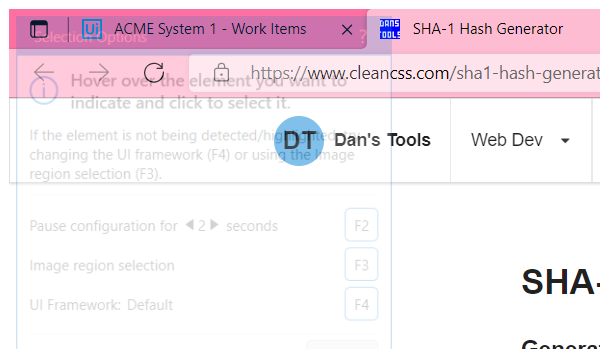 Selection Options ?
Ui ACME System 1 - Work Items
DANS TOOLS SHA-1 Hash Generator
https://www.cleancss.com/sha1-hash-generat
Hover over the element you want to
indicate and click to select it.
If the element is not being detected/highlighted, try
changing the UI framework (F4) or using the Image
region selection (F3).
DT Dan's Tools
Web Dev
Pause configuration for 2 seconds F2
Image region selection F3
UI Framework: Default F4
SHA-
Generat